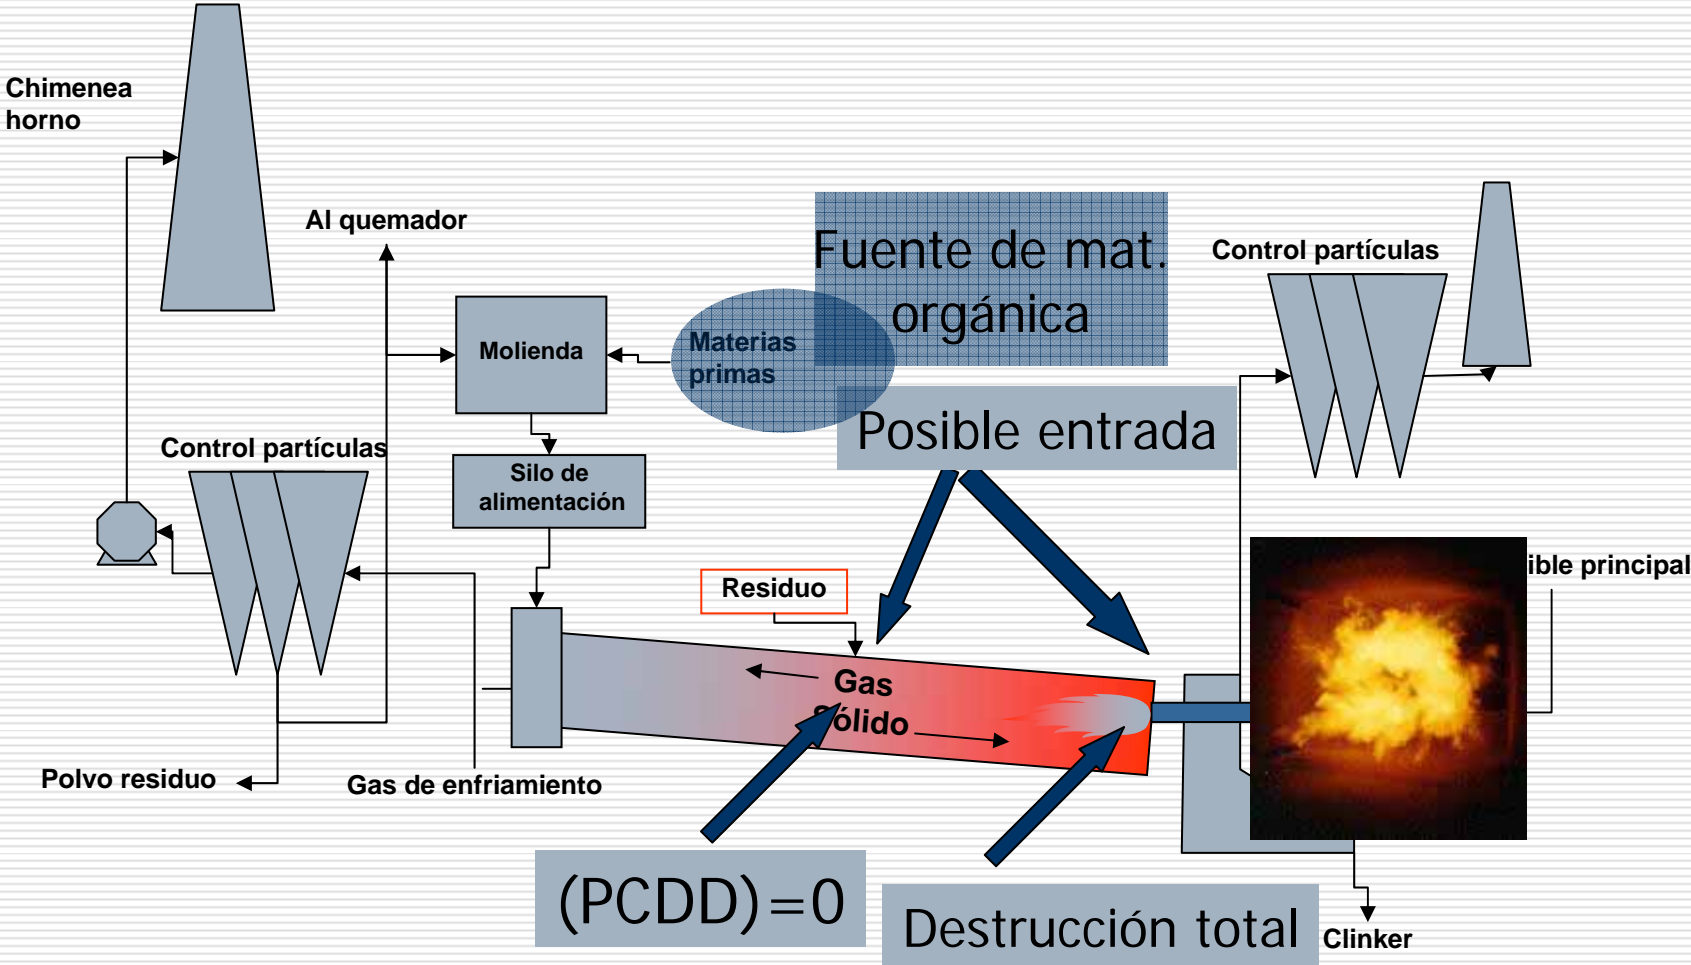 Chimenea
horno
Al quemador
Fuente de mat.
orgánica
Control partículas
Molienda
Materias
primas
Posible entrada
Control partículas
Silo de
alimentación
Residuo
ible principal
Gas
Sólido
Polvo residuo
Gas de enfriamiento
(PCDD)=0
Destrucción total
Clinker